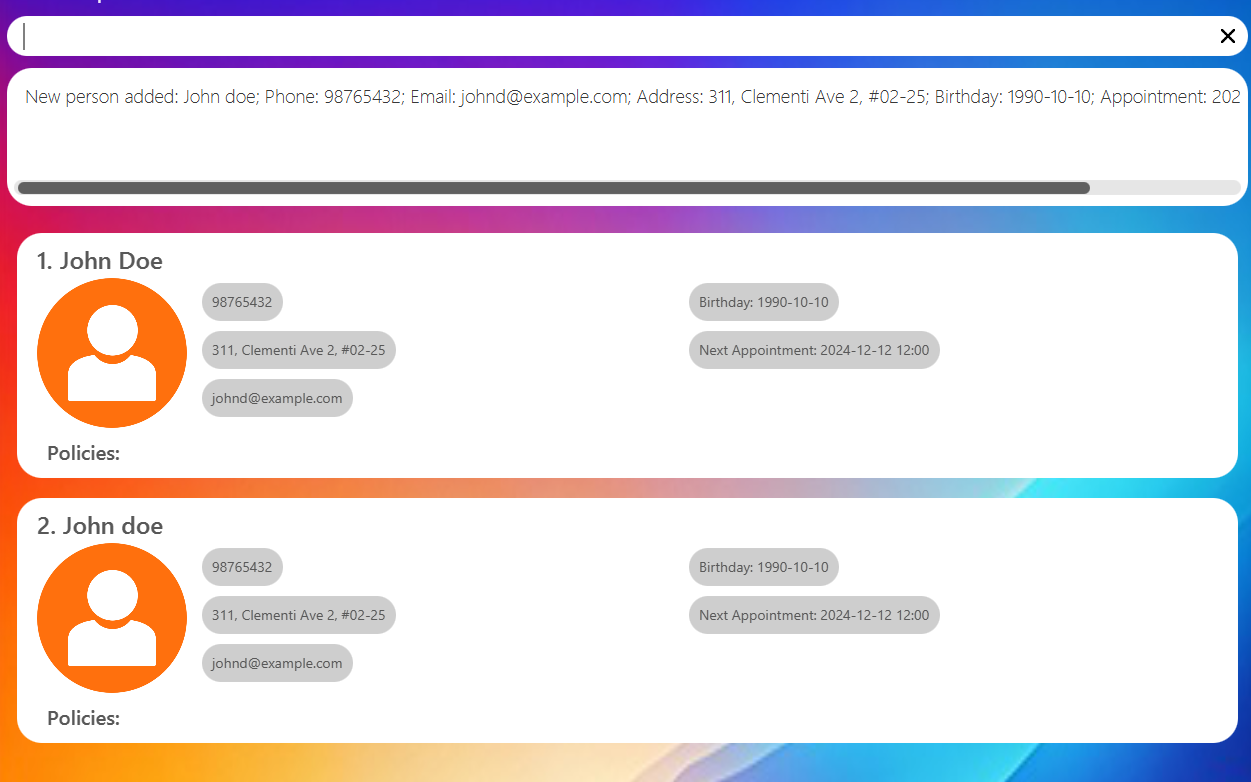 New person added: John doe; Phone: 98765432; Email: johnd@example.com; Address: 311, Clementi Ave 2, #02-25; Birthday: 1990-10-10; Appointment: 202
1. John Doe
98765432
Birthday: 1990-10-10
311, Clementi Ave 2, #02-25
Next Appointment: 2024-12-12 12:00
johnd@example.com
Policies:
2. John doe
98765432
Birthday: 1990-10-10
311, Clementi Ave 2, #02-25
Next Appointment: 2024-12-12 12:00
johnd@example.com
Policies: